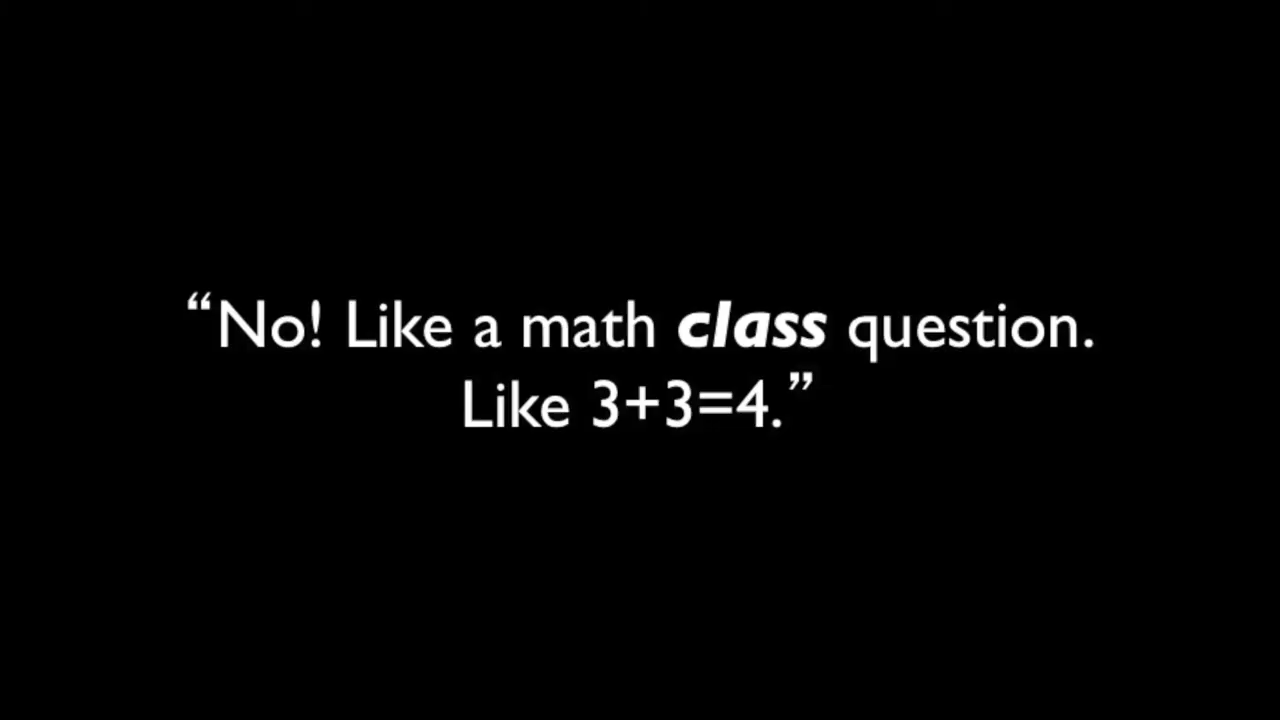 “No! Like a math class question.
Like 3+3=4.”